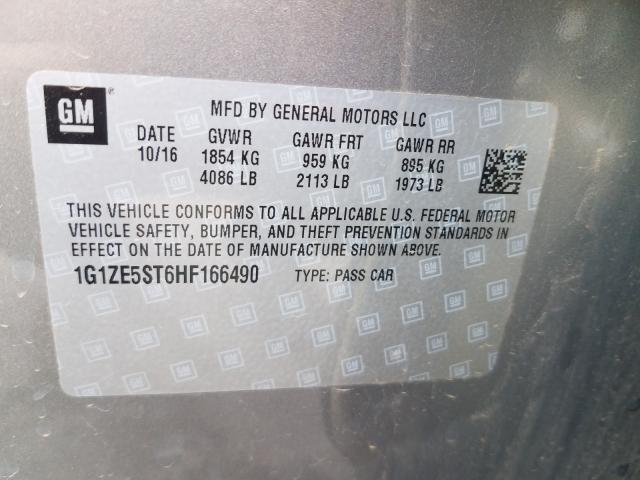 GM ®
MFD BY GENERAL MOTORS LLC
DATE GVWR GAWR FRT GAWR RR
10/16 1854 KG 959 KG 895 KG
4086 LB 2113 LB 1973 LB
THIS VEHICLE CONFORMS TO ALL APPLICABLE U.S. FEDERAL MOTOR
VEHICLE SAFETY, BUMPER, AND THEFT PREVENTION STANDARDS IN
EFFECT ON THE DATE OF MANUFACTURE SHOWN ABOVE.
1G1ZE5ST6HF166490 TYPE: PASS CAR